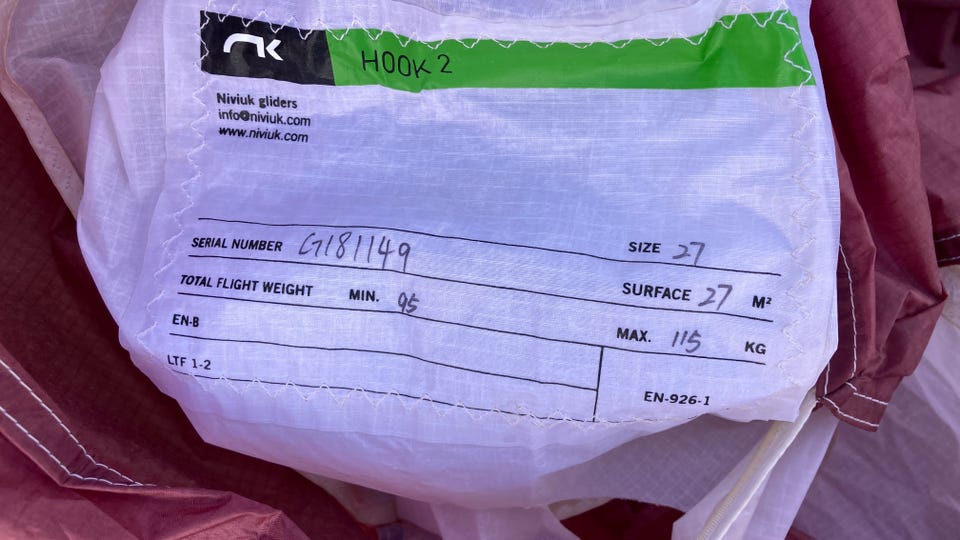 HOOK 2
Niviuk gliders
info@niviuk.com
www.niviuk.com
SERIAL NUMBER G181149 SIZE 27
SURFACE 27 M²
TOTAL FLIGHT WEIGHT MIN. 95 MAX. 115 KG
EN-B
LTF 1-2
EN-926-1